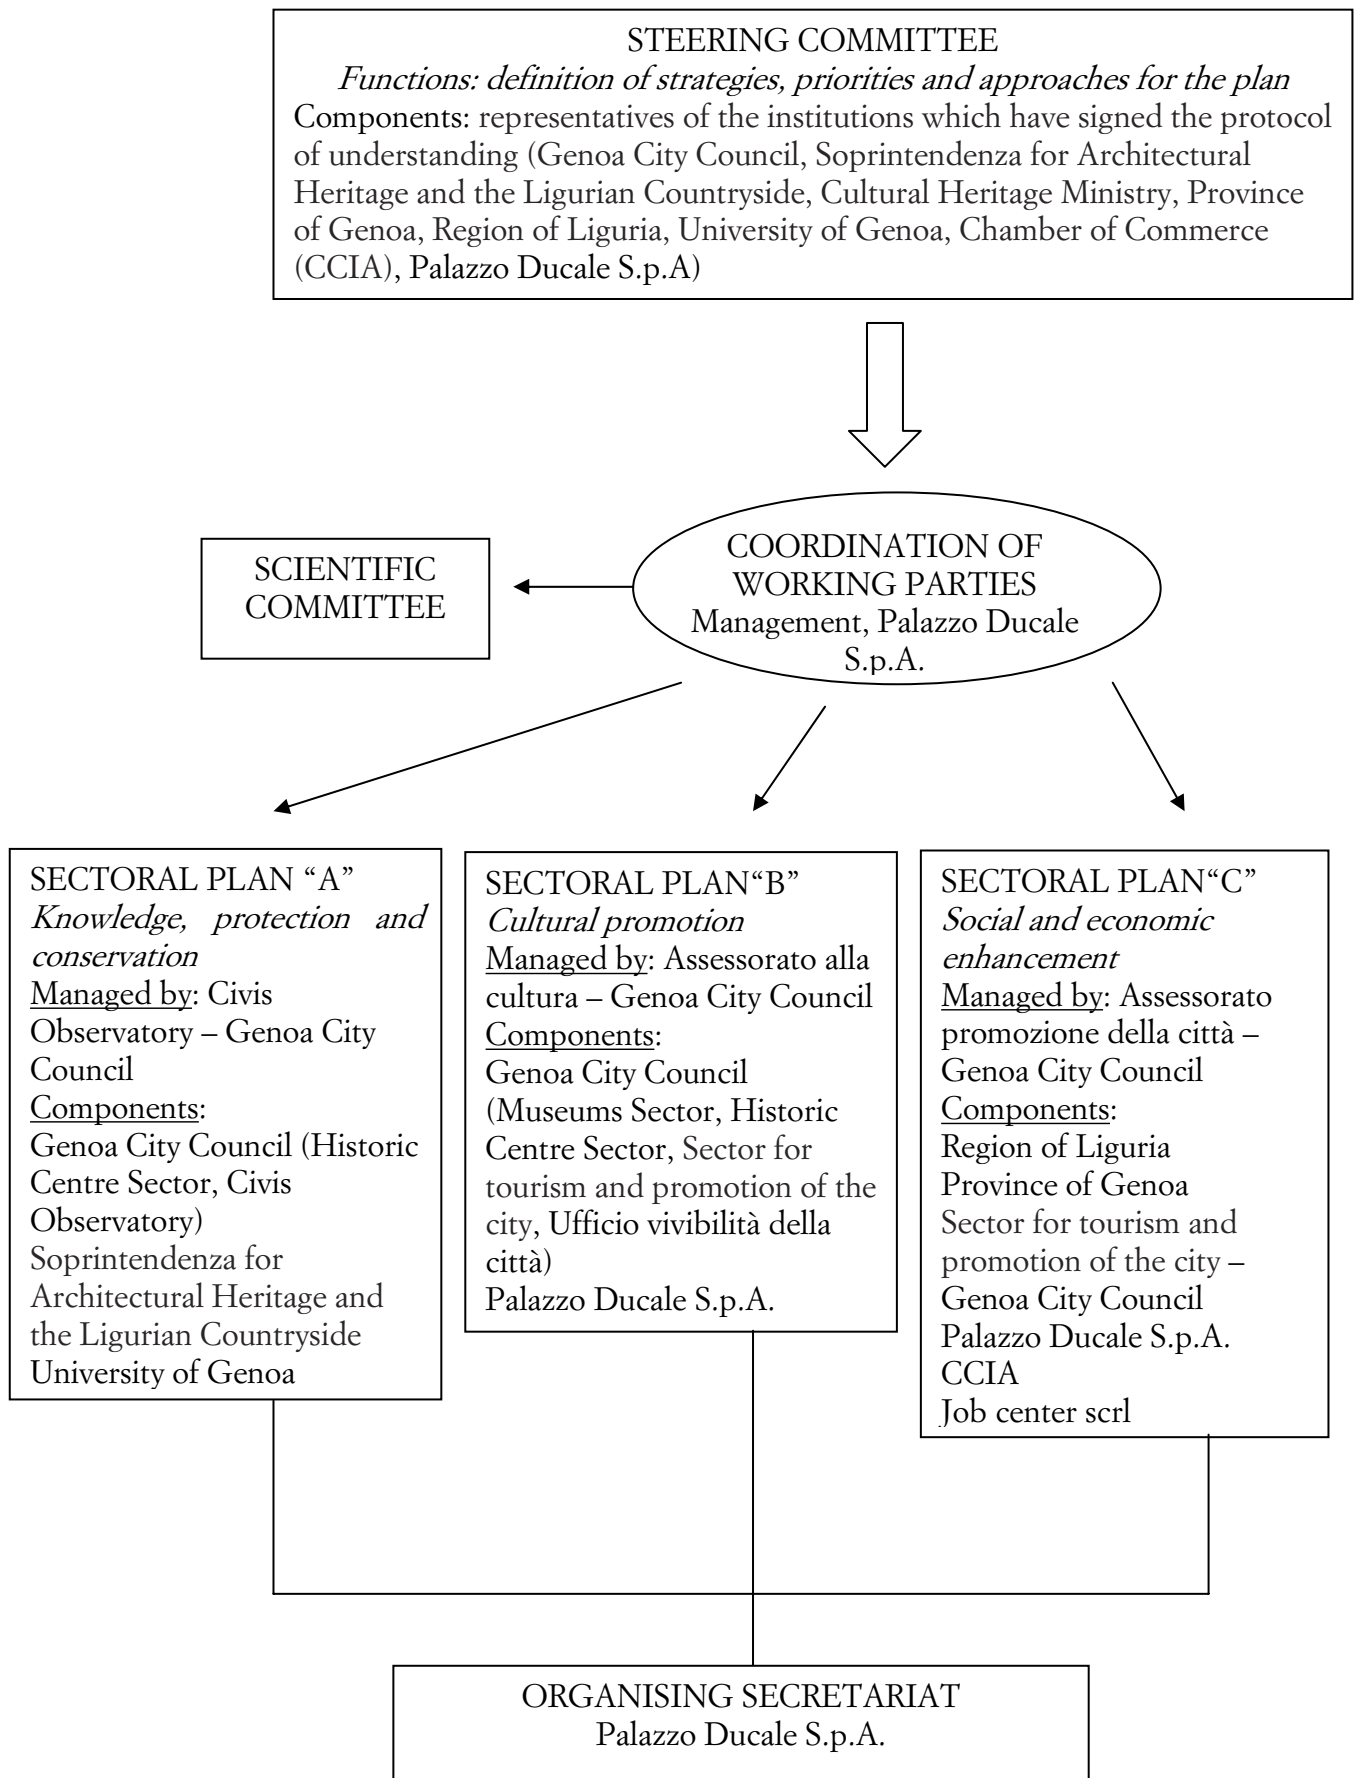 STEERING COMMITTEE
Functions: definition of strategies, priorities and approaches for the plan
Components: representatives of the institutions which have signed the protocol
of understanding (Genoa City Council, Soprintendenza for Architectural
Heritage and the Ligurian Countryside, Cultural Heritage Ministry, Province
of Genoa, Region of Liguria, University of Genoa, Chamber of Commerce
(CCIA), Palazzo Ducale S.p.A)
SCIENTIFIC
COMMITTEE
COORDINATION OF
WORKING PARTIES
Management, Palazzo Ducale
S.p.A.
SECTORAL PLAN “A”
Knowledge, protection and
conservation
Managed by: Civis
Observatory – Genoa City
Council
Components:
Genoa City Council (Historic
Centre Sector, Civis
Observatory)
Soprintendenza for
Architectural Heritage and
the Ligurian Countryside
University of Genoa
SECTORAL PLAN“B”
Cultural promotion
Managed by: Assessorato alla
cultura – Genoa City Council
Components:
Genoa City Council
(Museums Sector, Historic
Centre Sector, Sector for
tourism and promotion of the
city, Ufficio vivibilità della
città)
Palazzo Ducale S.p.A.
SECTORAL PLAN“C”
Social and economic
enhancement
Managed by: Assessorato
promozione della città –
Genoa City Council
Components:
Region of Liguria
Province of Genoa
Sector for tourism and
promotion of the city –
Genoa City Council
Palazzo Ducale S.p.A.
CCIA
Job center scrl
ORGANISING SECRETARIAT
Palazzo Ducale S.p.A.